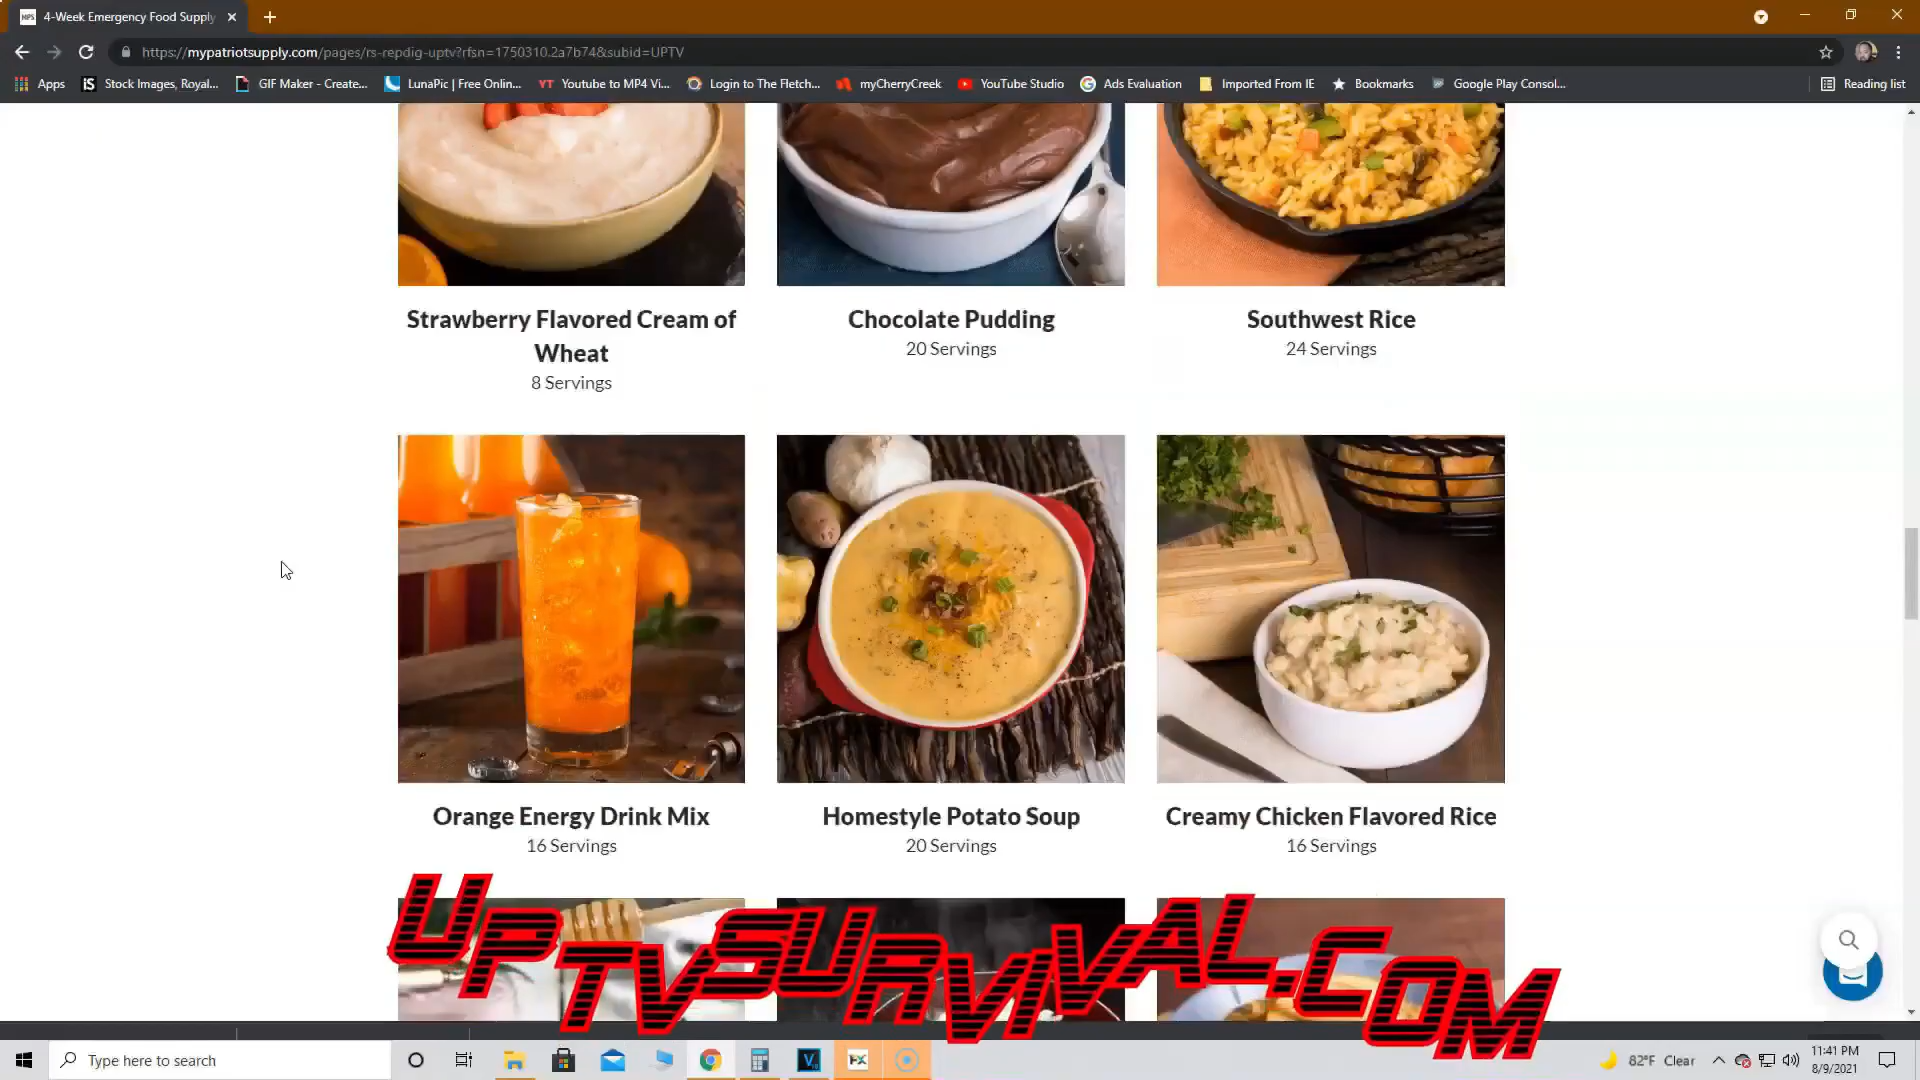 4-Week Emergency Food Supply
https://mypatriotsupply.com/pages/rs-repdig-uptv?rfsn=1750310.2a7b74&subid=UPTV
Apps
iS Stock Images, Royal...
GIF Maker - Create...
LunaPic | Free Onlin...
YT Youtube to MP4 Vi...
Login to The Fletch...
myCherryCreek
YouTube Studio
Ads Evaluation
Imported From IE
Bookmarks
Google Play Consol...
Reading list
Strawberry Flavored Cream of
Wheat
8 Servings
Chocolate Pudding
20 Servings
Southwest Rice
24 Servings
Orange Energy Drink Mix
16 Servings
Homestyle Potato Soup
20 Servings
Creamy Chicken Flavored Rice
16 Servings
UPTVSURVIVAL.COM
Type here to search
82°F Clear
11:41 PM
8/9/2021